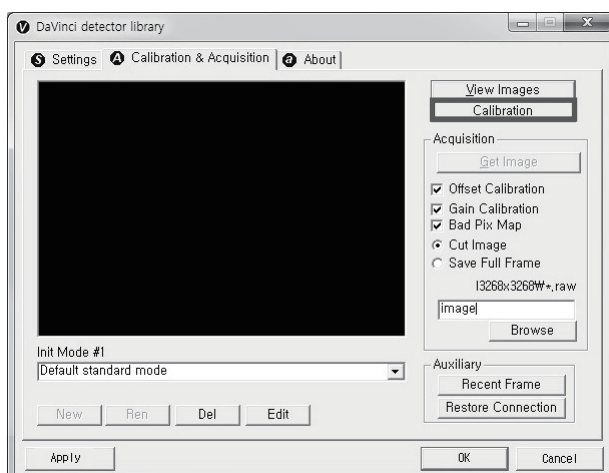 DaVinci detector library
Settings
Calibration & Acquisition
About
View Images
Calibration
Acquisition
Get Image
Offset Calibration
Gain Calibration
Bad Pix Map
Cut Image
Save Full Frame
I3268x3268₩*.raw
image
Browse
Init Mode #1
Default standard mode
New
Ren
Del
Edit
Auxiliary
Recent Frame
Restore Connection
Apply
OK
Cancel